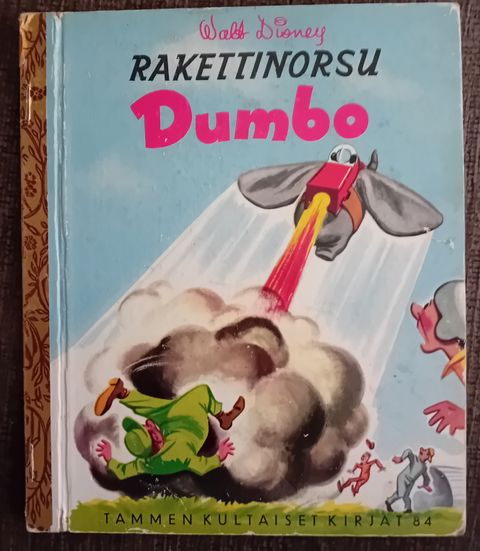 Walt Disney
RAKETTINORSU
Dumbo
TAMMEN KULTAISET KIRJAT 84